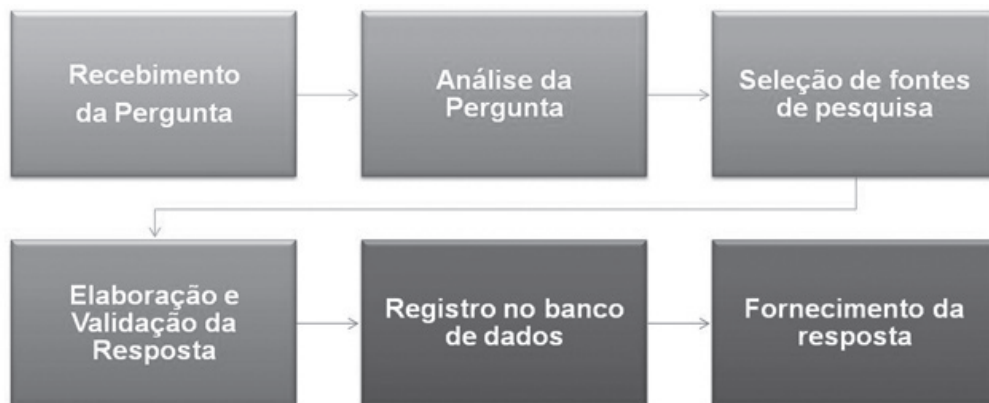 Recebimento
da Pergunta
Análise da
Pergunta
Seleção de fontes
de pesquisa
Elaboração e
Validação da
Resposta
Registro no banco
de dados
Fornecimento da
resposta